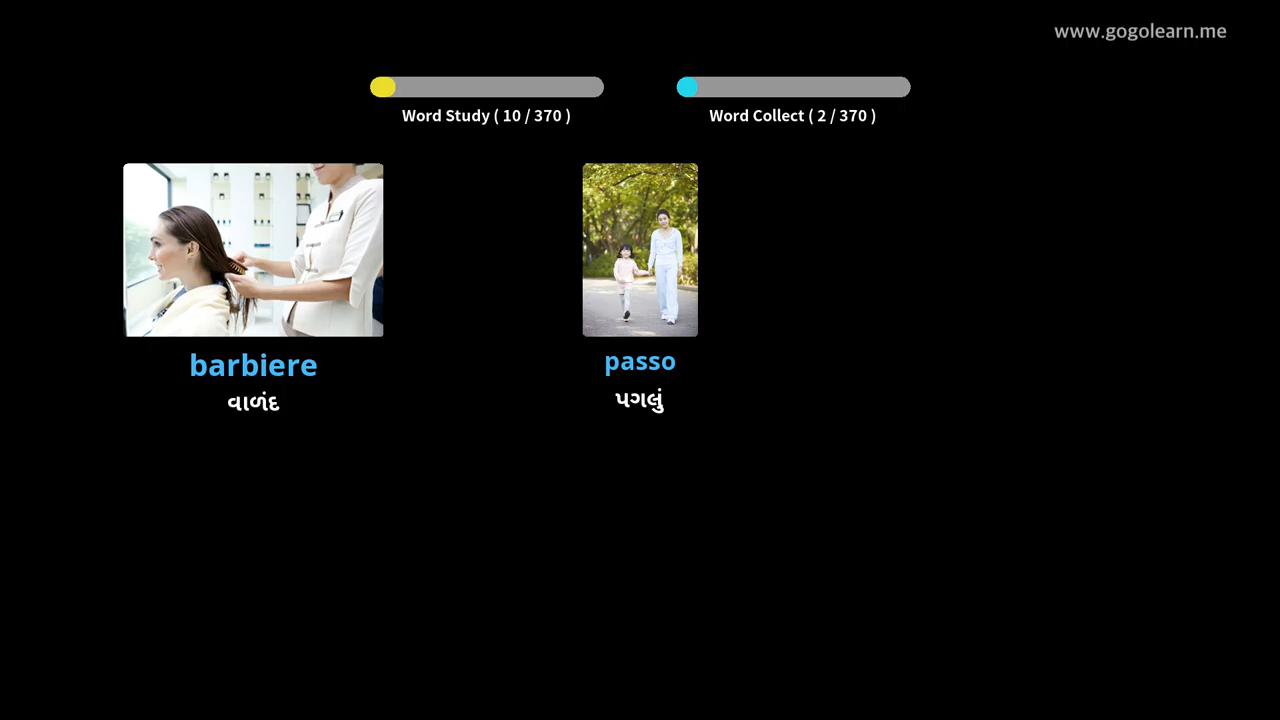 www.gogolearn.me
Word Study ( 10 / 370 )
Word Collect ( 2 / 370 )
barbiere
વાળંદ
passo
પગલું